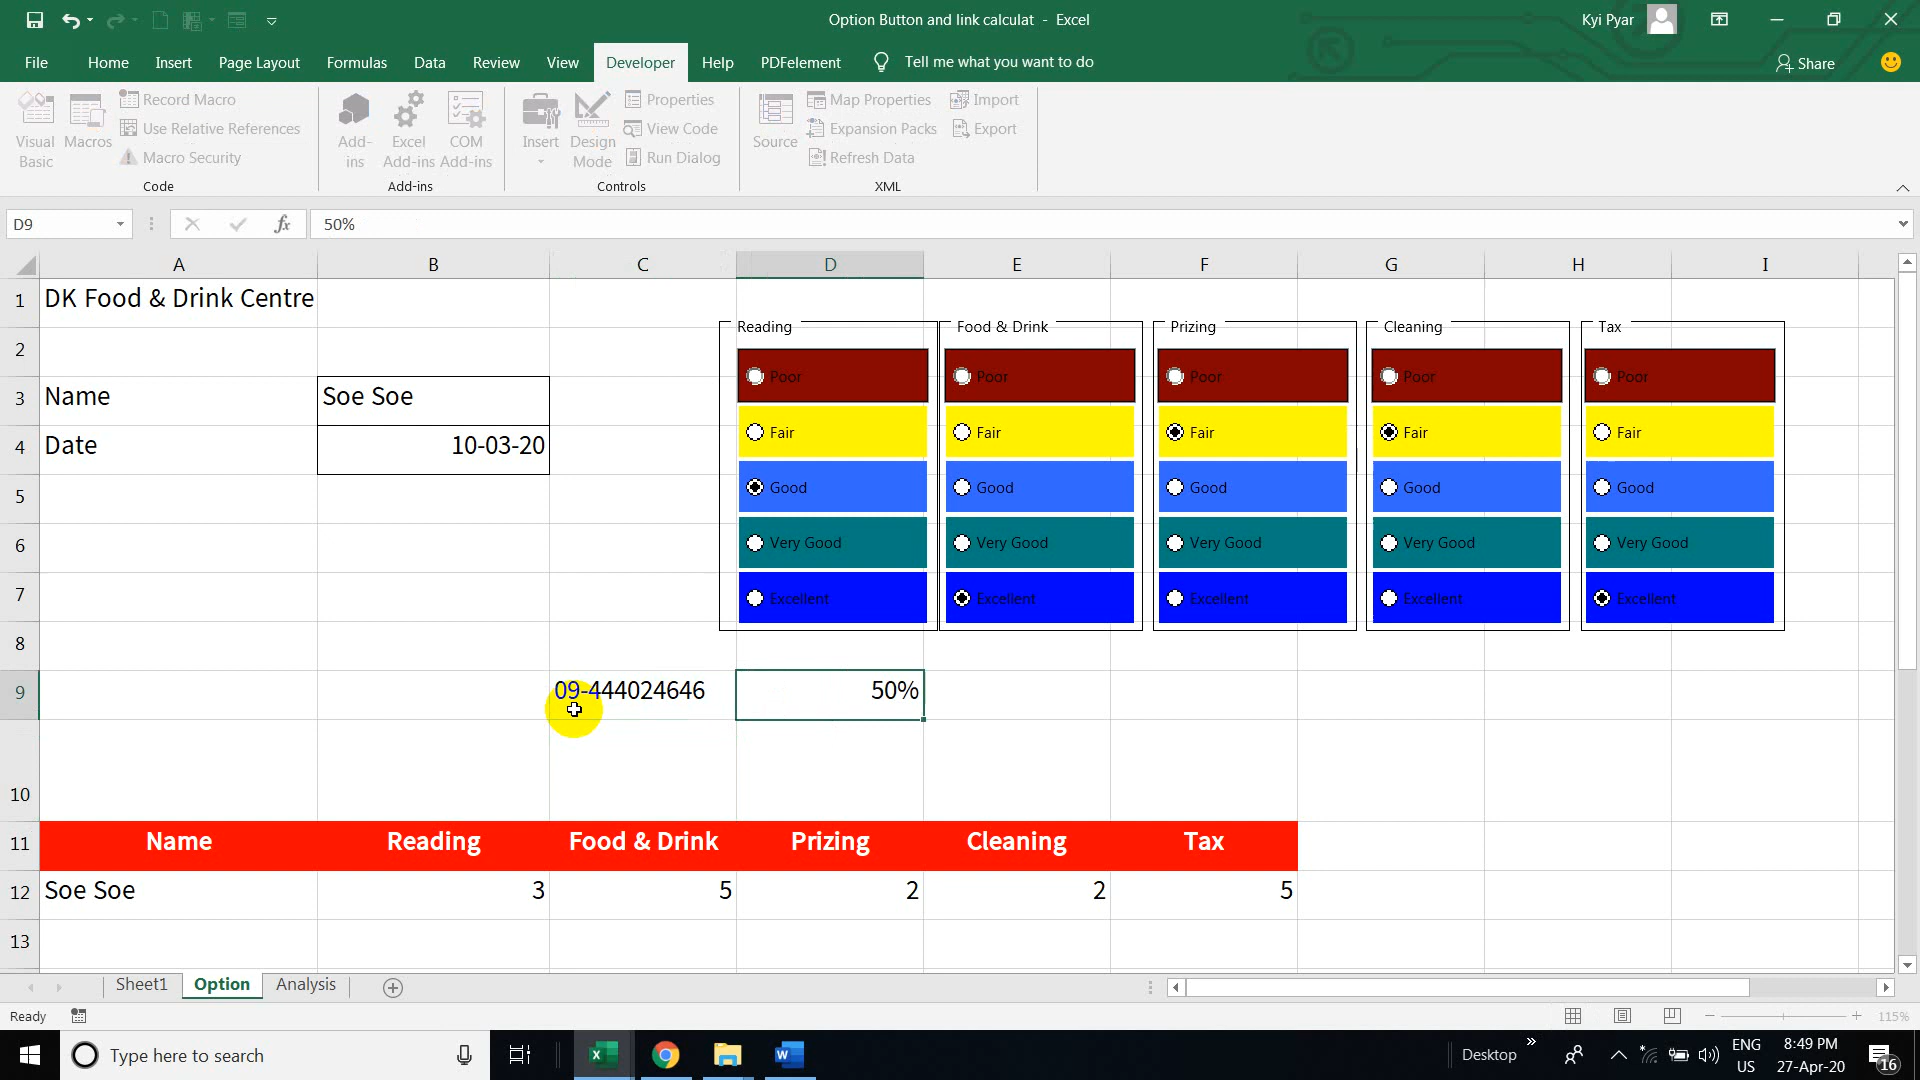 Option Button and link calculat - Excel
Kyi Pyar
File Home Insert Page Layout Formulas Data Review View Developer Help PDFelement Tell me what you want to do Share
Visual Basic
Macros
Record Macro
Use Relative References
Macro Security
Code
Add-ins
Excel Add-ins
COM Add-ins
Add-ins
Insert
Design Mode
Properties
View Code
Run Dialog
Controls
Source
Map Properties
Expansion Packs
Refresh Data
Import
Export
XML
D9 fx 50%
A B C D E F G H I
1 DK Food & Drink Centre
2
3 Name Soe Soe
4 Date 10-03-20
5
6
7
8
Reading Food & Drink Prizing Cleaning Tax
Poor Poor Poor Poor Poor
Fair Fair Fair Fair Fair
Good Good Good Good Good
Very Good Very Good Very Good Very Good Very Good
Excellent Excellent Excellent Excellent Excellent
9 09-444024646 50%
10
11 Name Reading Food & Drink Prizing Cleaning Tax
12 Soe Soe 3 5 2 2 5
13
Sheet1 Option Analysis
Ready 115%
Type here to search
Desktop
ENG
US
8:49 PM
27-Apr-20
16